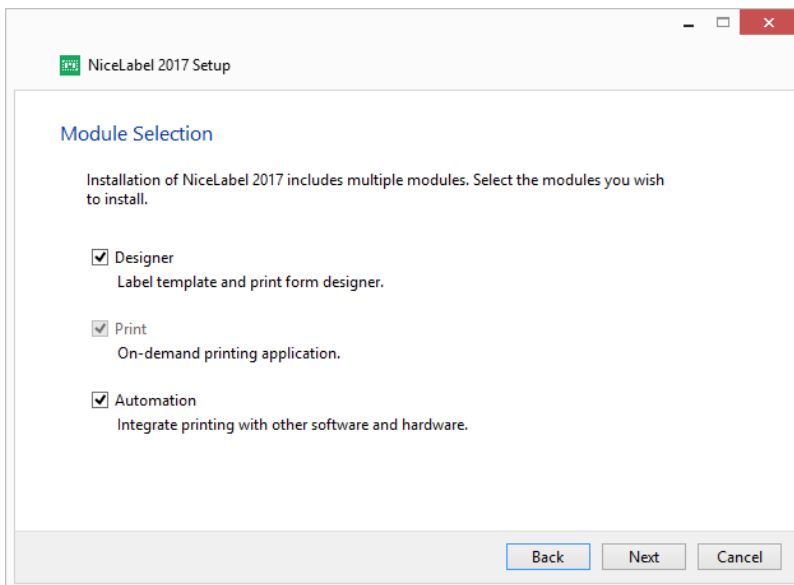 NiceLabel 2017 Setup
Module Selection
Installation of NiceLabel 2017 includes multiple modules. Select the modules you wish
to install.
Designer
Label template and print form designer.
Print
On-demand printing application.
Automation
Integrate printing with other software and hardware.
Back Next Cancel